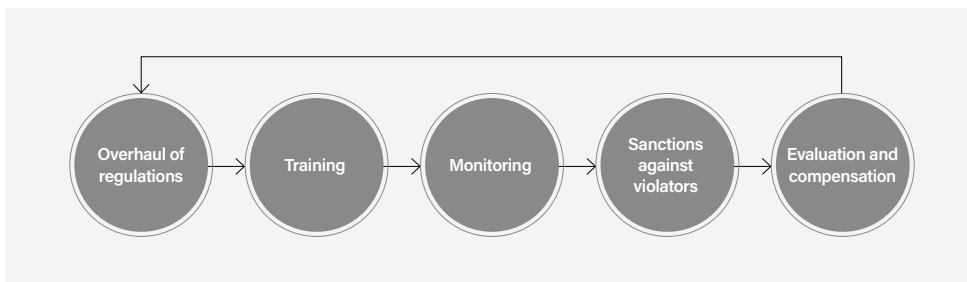 Overhaul of
regulations
Training
Monitoring
Sanctions
against
violators
Evaluation and
compensation